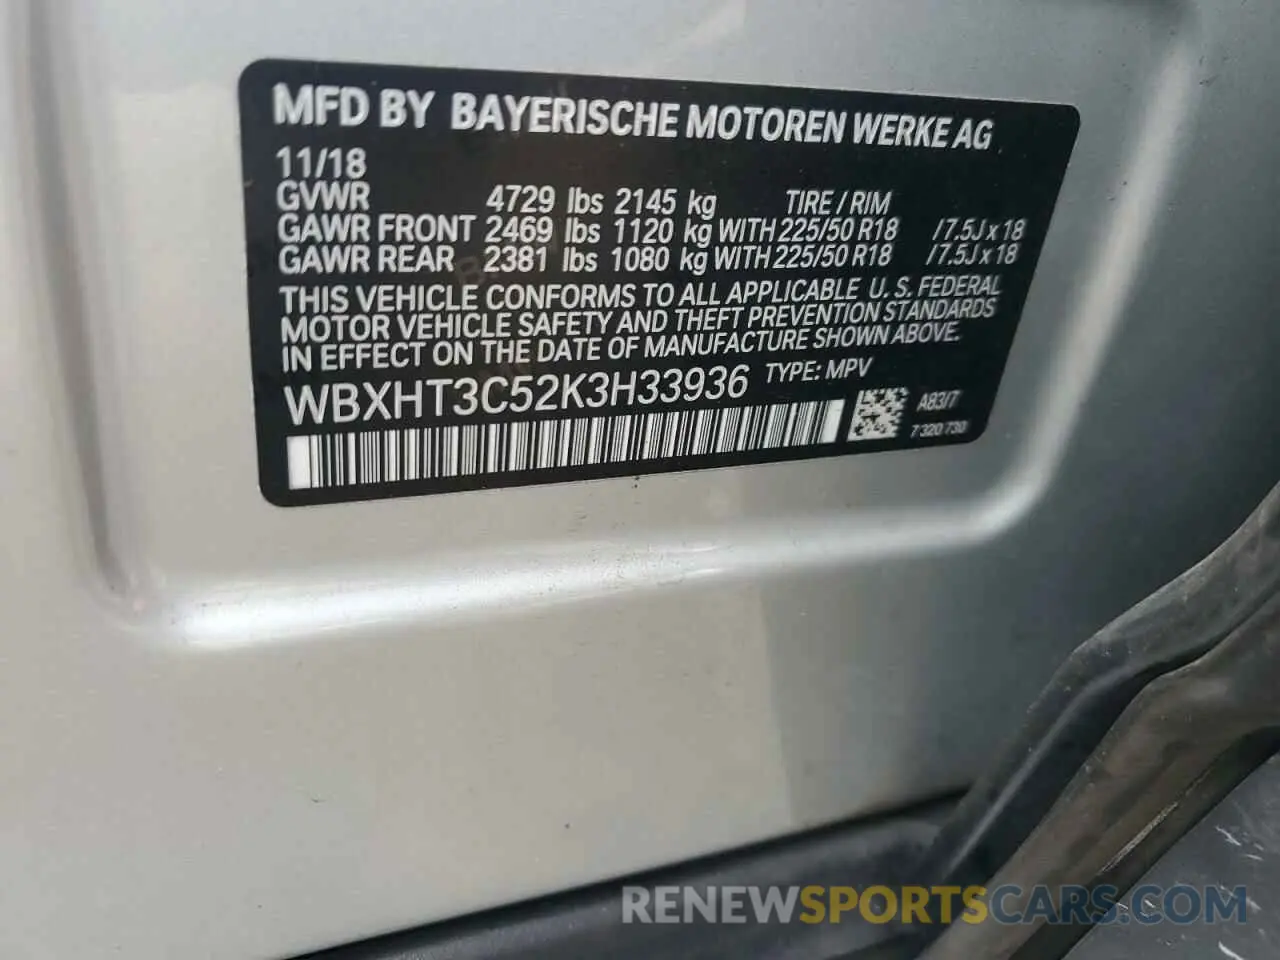 MFD BY BAYERISCHE MOTOREN WERKE AG
11/18
GVWR 4729 lbs 2145 kg TIRE / RIM
GAWR FRONT 2469 lbs 1120 kg WITH 225/50 R18 /7.5J x 18
GAWR REAR 2381 lbs 1080 kg WITH 225/50 R18 /7.5J x 18
THIS VEHICLE CONFORMS TO ALL APPLICABLE U. S. FEDERAL
MOTOR VEHICLE SAFETY AND THEFT PREVENTION STANDARDS
IN EFFECT ON THE DATE OF MANUFACTURE SHOWN ABOVE.
WBXHT3C52K3H33936 TYPE: MPV
A83/7
7 320 730
RENEWSPORTSCARS.COM